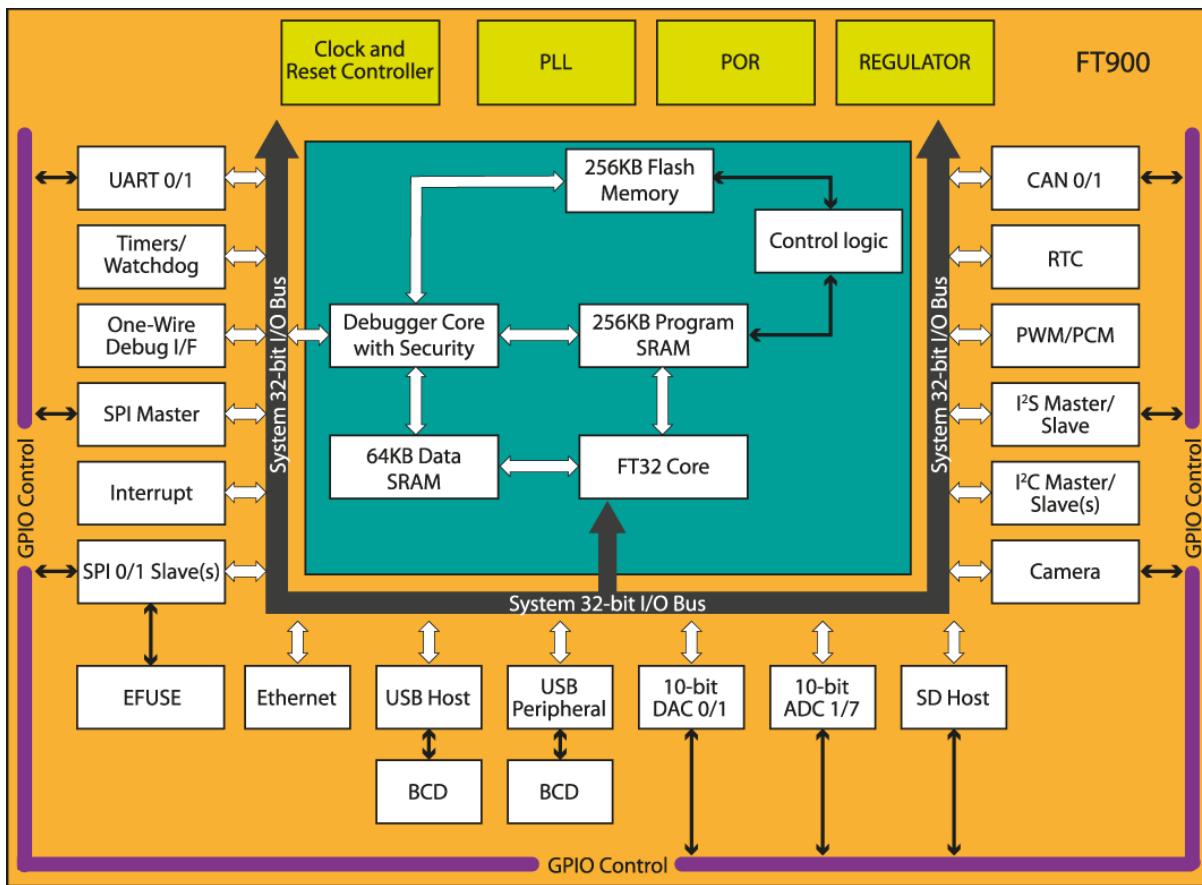 Clock and
Reset Controller
PLL
POR
REGULATOR
FT900
UART 0/1
Timers/
Watchdog
One-Wire
Debug I/F
SPI Master
Interrupt
SPI 0/1 Slave(s)
EFUSE
GPIO Control
System 32-bit I/O Bus
256KB Flash
Memory
Control logic
Debugger Core
with Security
256KB Program
SRAM
64KB Data
SRAM
FT32 Core
System 32-bit I/O Bus
System 32-bit I/O Bus
CAN 0/1
RTC
PWM/PCM
I²S Master/
Slave
I²C Master/
Slave(s)
Camera
GPIO Control
Ethernet
USB Host
USB
Peripheral
10-bit
DAC 0/1
10-bit
ADC 1/7
SD Host
BCD
BCD
GPIO Control